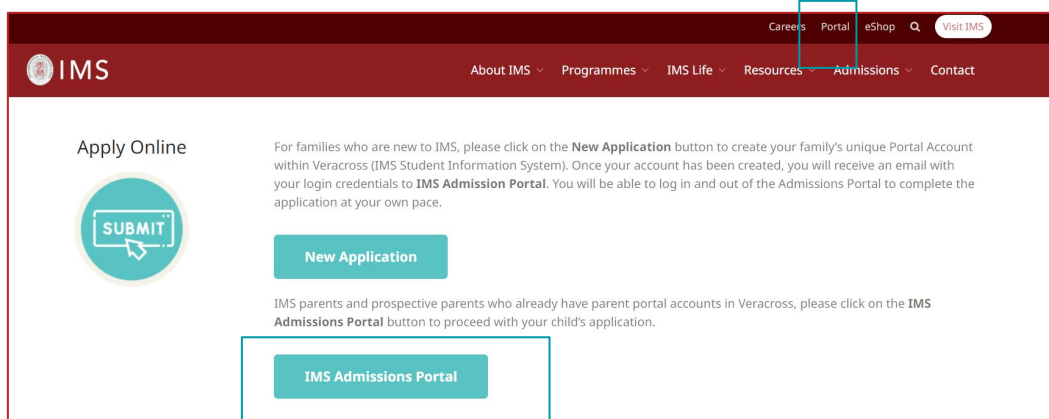 Careers Portal eShop Visit IMS
IMS
About IMS Programmes IMS Life Resources Admissions Contact
Apply Online
SUBMIT
For families who are new to IMS, please click on the New Application button to create your family's unique Portal Account
within Veracross (IMS Student Information System). Once your account has been created, you will receive an email with
your login credentials to IMS Admission Portal. You will be able to log in and out of the Admissions Portal to complete the
application at your own pace.
New Application
IMS parents and prospective parents who already have parent portal accounts in Veracross, please click on the IMS
Admissions Portal button to proceed with your child's application.
IMS Admissions Portal